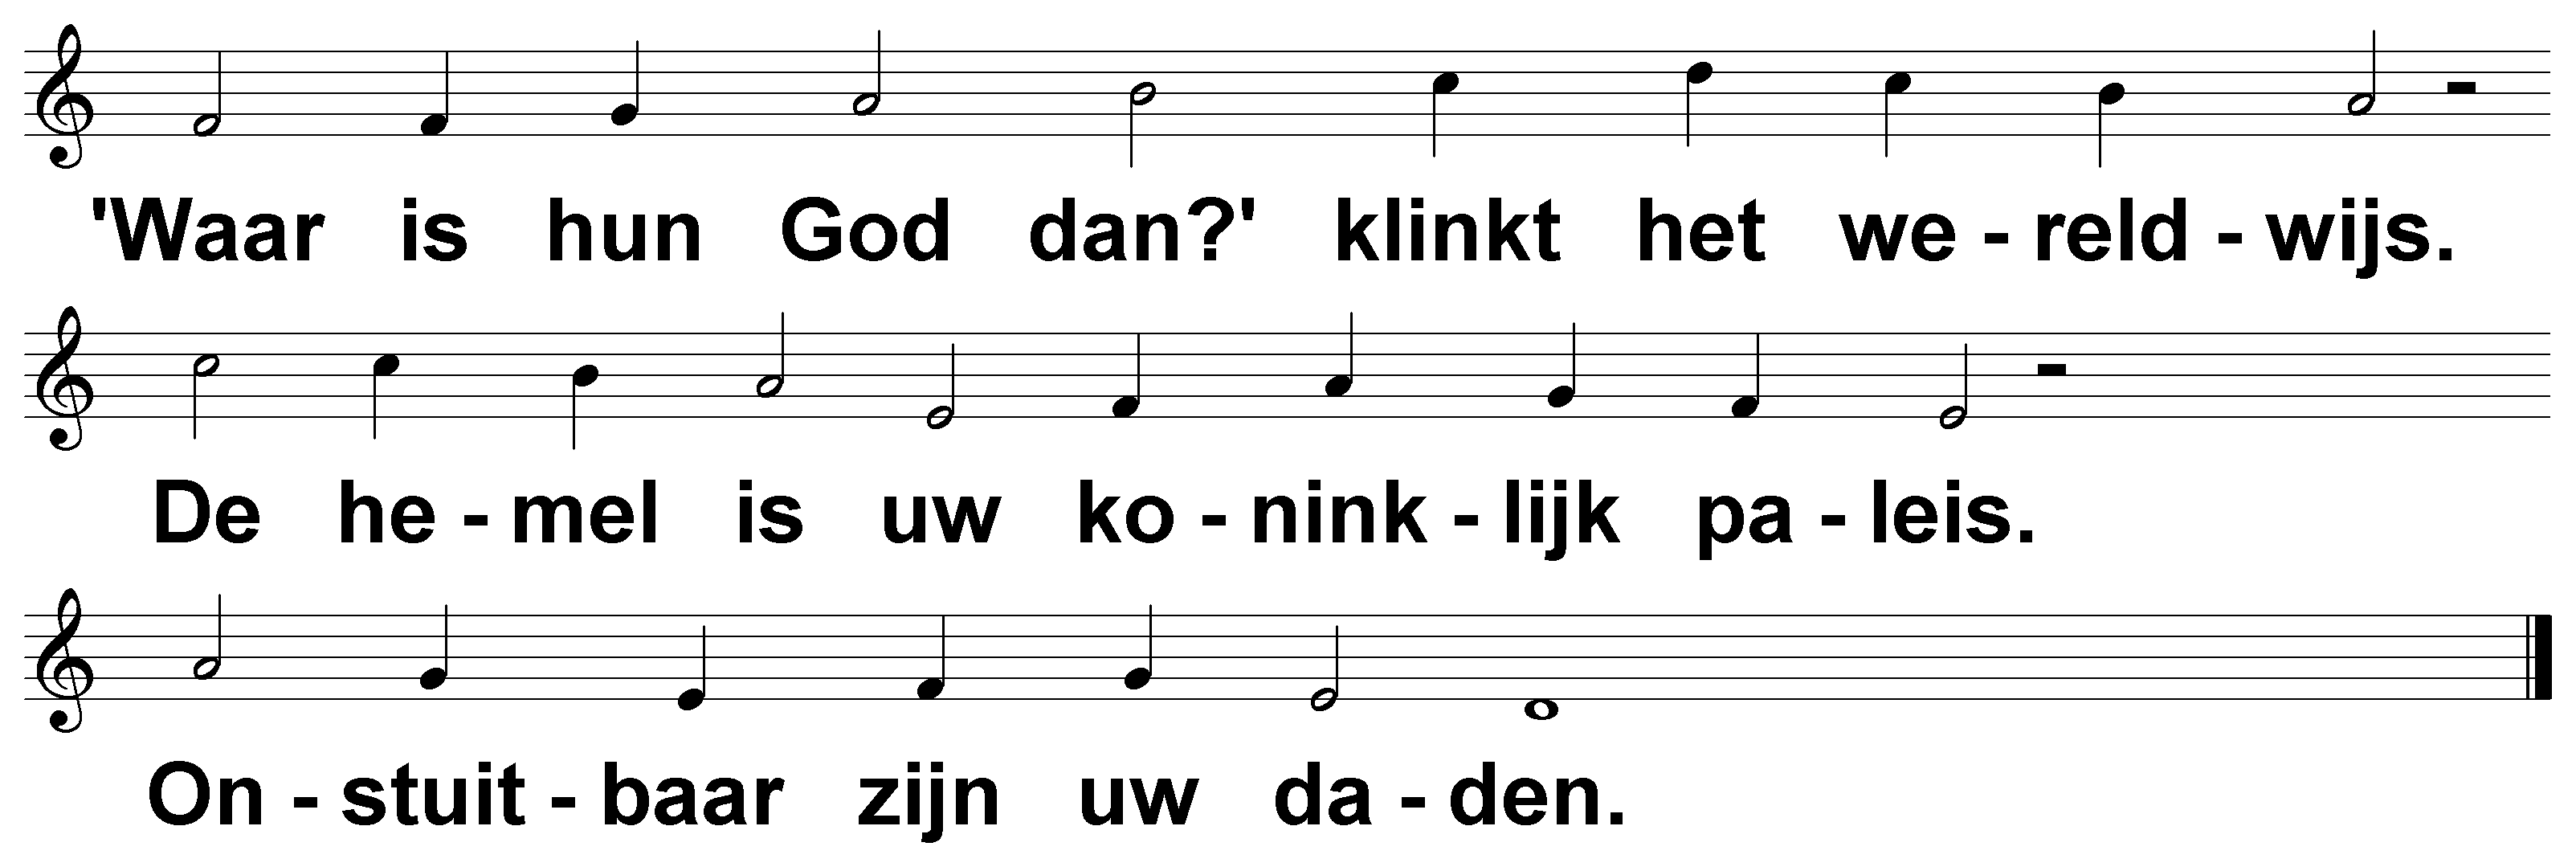 'Waar is hun God dan?' klinkt het we - reld - wijs.
De he - mel is uw ko - nink - lijk pa - leis.
On - stuit - baar zijn uw da - den.